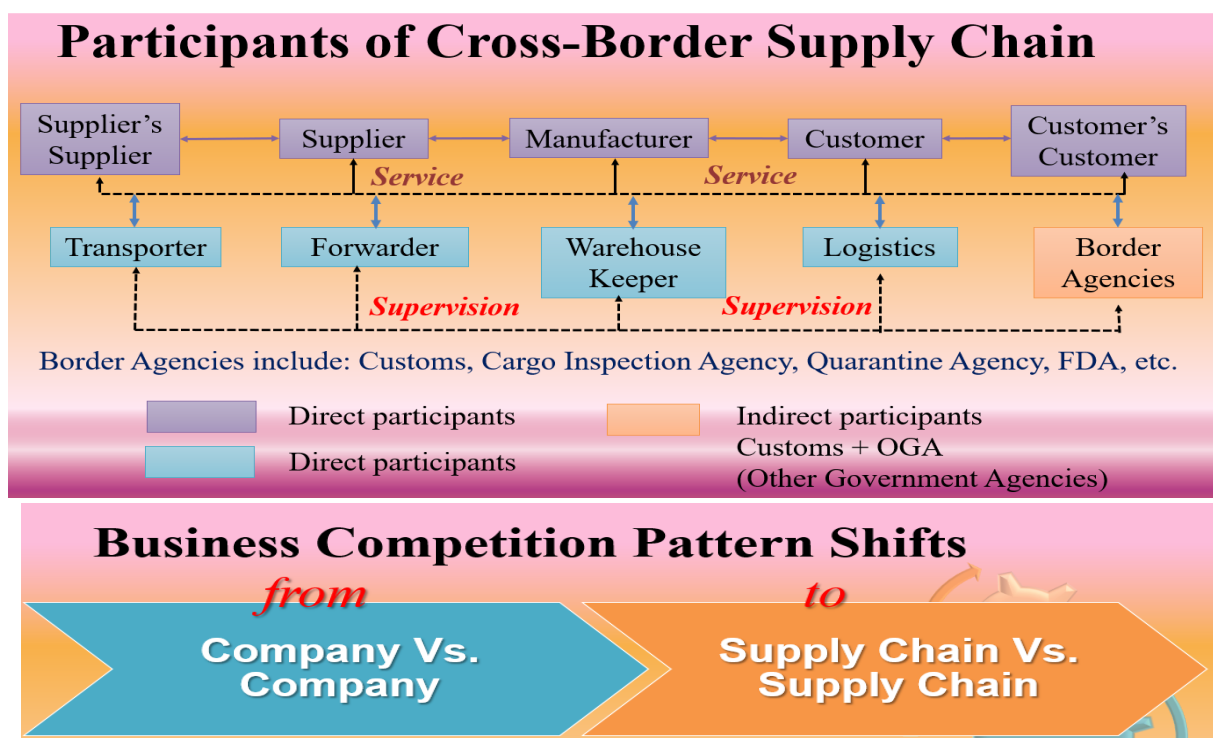 Participants of Cross-Border Supply Chain
Supplier's
Supplier
Supplier
Manufacturer
Customer
Customer's
Customer
Service
Service
Transporter
Forwarder
Warehouse
Keeper
Logistics
Border
Agencies
Supervision
Supervision
Border Agencies include: Customs, Cargo Inspection Agency, Quarantine Agency, FDA, etc.
Direct participants
Direct participants
Indirect participants
Customs + OGA
(Other Government Agencies)
Business Competition Pattern Shifts
from
to
Company Vs.
Company
Supply Chain Vs.
Supply Chain